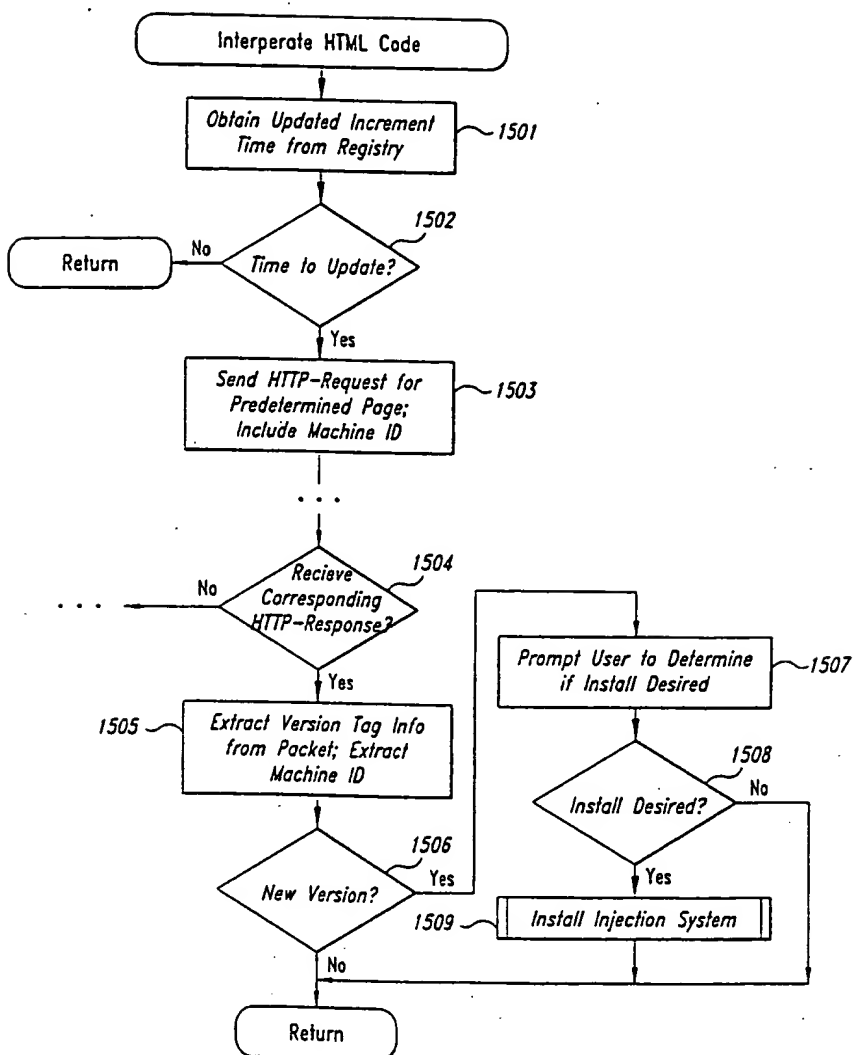 Interperate HTML Code
Obtain Updated Increment
Time from Registry
1501
1502
Time to Update?
No
Return
Yes
Send HTTP-Request for
Predetermined Page;
Include Machine ID
1503
. . .
1504
Recieve
Corresponding
HTTP-Response?
No
. . .
Yes
1505
Extract Version Tag Info
from Packet; Extract
Machine ID
1506
New Version?
Yes
No
Return
Prompt User to Determine
if Install Desired
1507
1508
Install Desired?
No
Yes
1509
Install Injection System